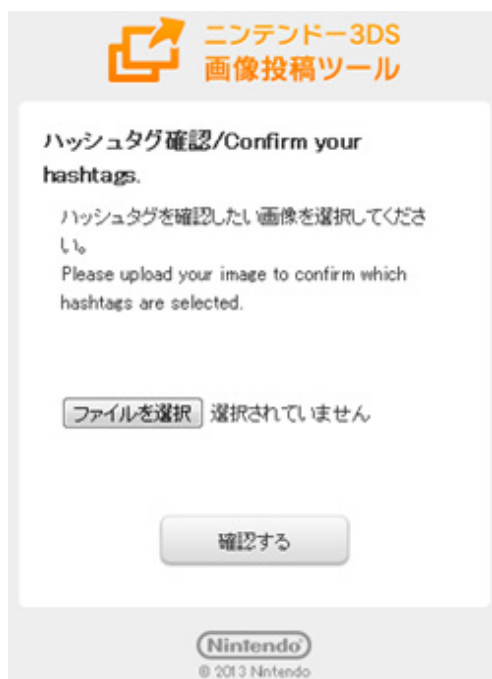 ニンテンドー3DS
画像投稿ツール
ハッシュタグ確認/Confirm your
hashtags.
ハッシュタグを確認したい画像を選択してくださ
い。
Please upload your image to confirm which
hashtags are selected.
ファイルを選択 選択されていません
確認する
Nintendo
© 2013 Nintendo